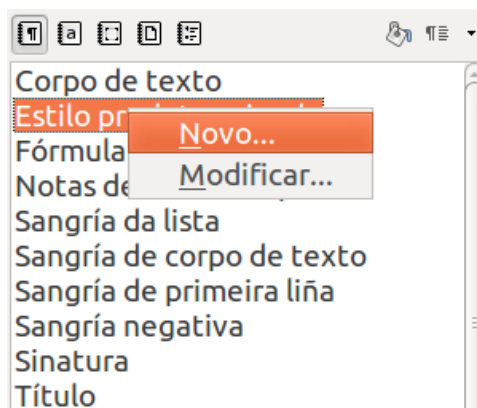 Corpo de texto
Estilo
Novo...
Fórmula
Modificar...
Notas
Sangría da lista
Sangría de corpo de texto
Sangría de primeira liña
Sangría negativa
Sinatura
Título